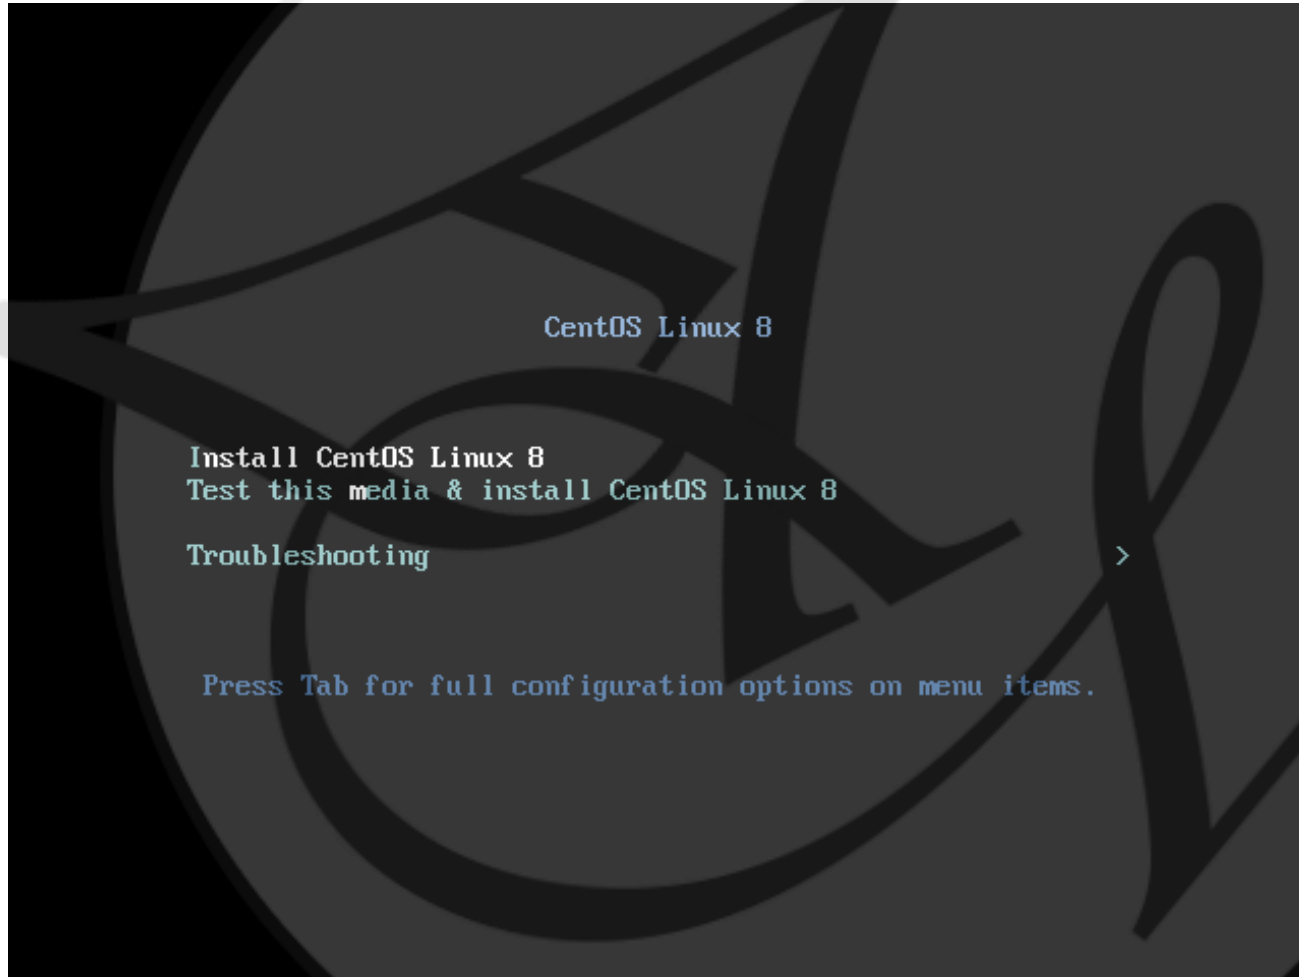 CentOS Linux 8
Install CentOS Linux 8
Test this media & install CentOS Linux 8
Troubleshooting >
Press Tab for full configuration options on menu items.